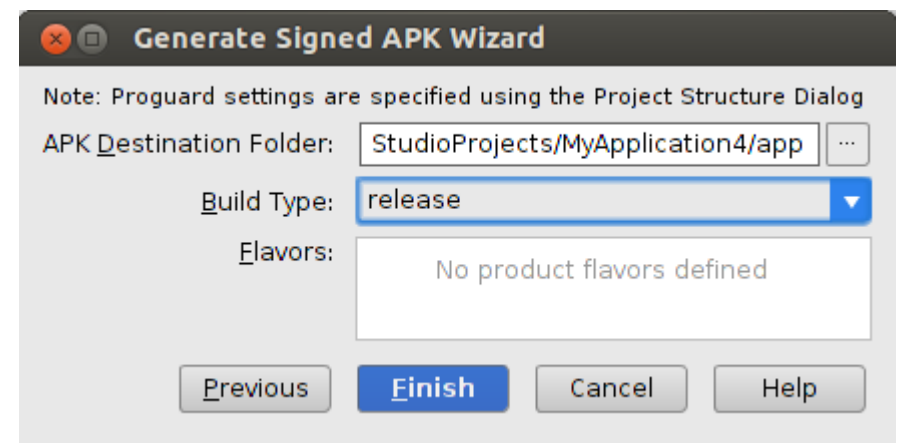 Generate Signed APK Wizard
Note: Proguard settings are specified using the Project Structure Dialog
APK Destination Folder: StudioProjects/MyApplication4/app ...
Build Type: release
Flavors:
No product flavors defined
Previous Finish Cancel Help